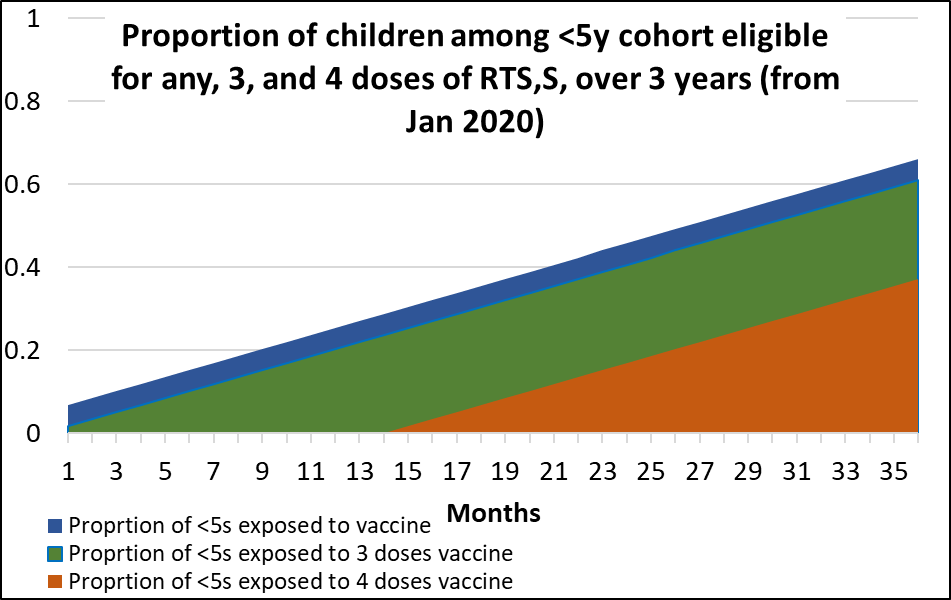 Proportion of children among <5y cohort eligible
for any, 3, and 4 doses of RTS,S, over 3 years (from
Jan 2020)
1
0.8
0.6
0.4
0.2
0
1 3 5 7 9 11 13 15 17 19 21 23 25 27 29 31 33 35
Months
Proprtion of <5s exposed to vaccine
Proprtion of <5s exposed to 3 doses vaccine
Proprtion of <5s exposed to 4 doses vaccine